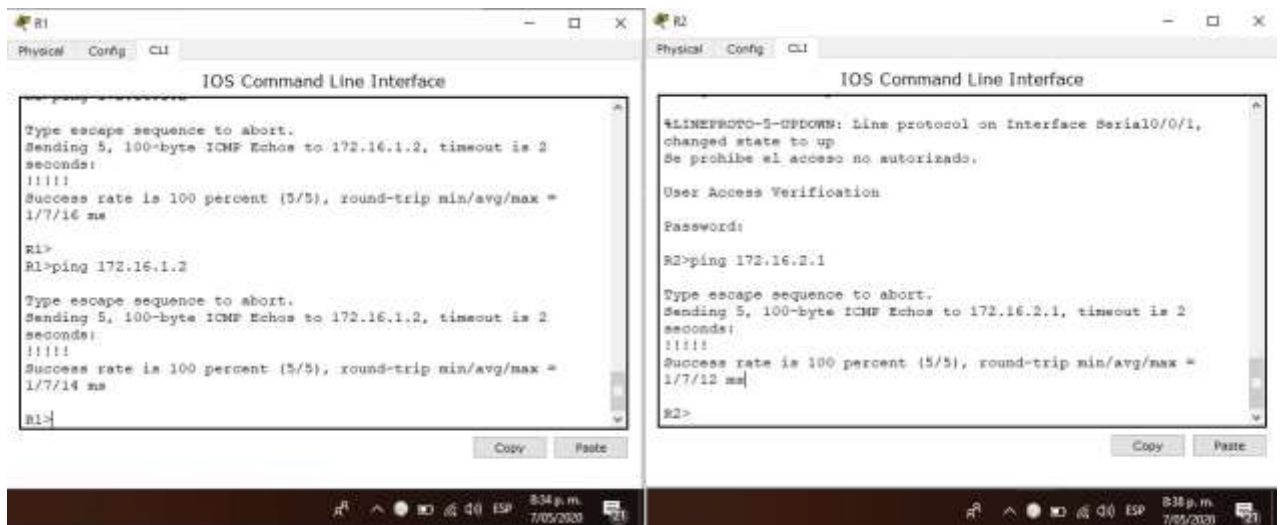 R1
Physical Config CLI
IOS Command Line Interface
Type escape sequence to abort.
Sending 5, 100-byte ICMP Echos to 172.16.1.2, timeout is 2
seconds:
!!!!!
Success rate is 100 percent (5/5), round-trip min/avg/max =
1/7/16 ms
R1>
R1>ping 172.16.1.2
Type escape sequence to abort.
Sending 5, 100-byte ICMP Echos to 172.16.1.2, timeout is 2
seconds:
!!!!!
Success rate is 100 percent (5/5), round-trip min/avg/max =
1/7/14 ms
R1>
Copy Paste
ESP
8:34 p. m.
7/05/2020
21
R2
Physical Config CLI
IOS Command Line Interface
%LINEPROTO-5-UPDOWN: Line protocol on Interface Serial0/0/1,
changed state to up
Se prohibe el acceso no autorizado.
User Access Verification
Password:
R2>ping 172.16.2.1
Type escape sequence to abort.
Sending 5, 100-byte ICMP Echos to 172.16.2.1, timeout is 2
seconds:
!!!!!
Success rate is 100 percent (5/5), round-trip min/avg/max =
1/7/12 ms
R2>
Copy Paste
ESP
8:38 p. m.
7/05/2020
21